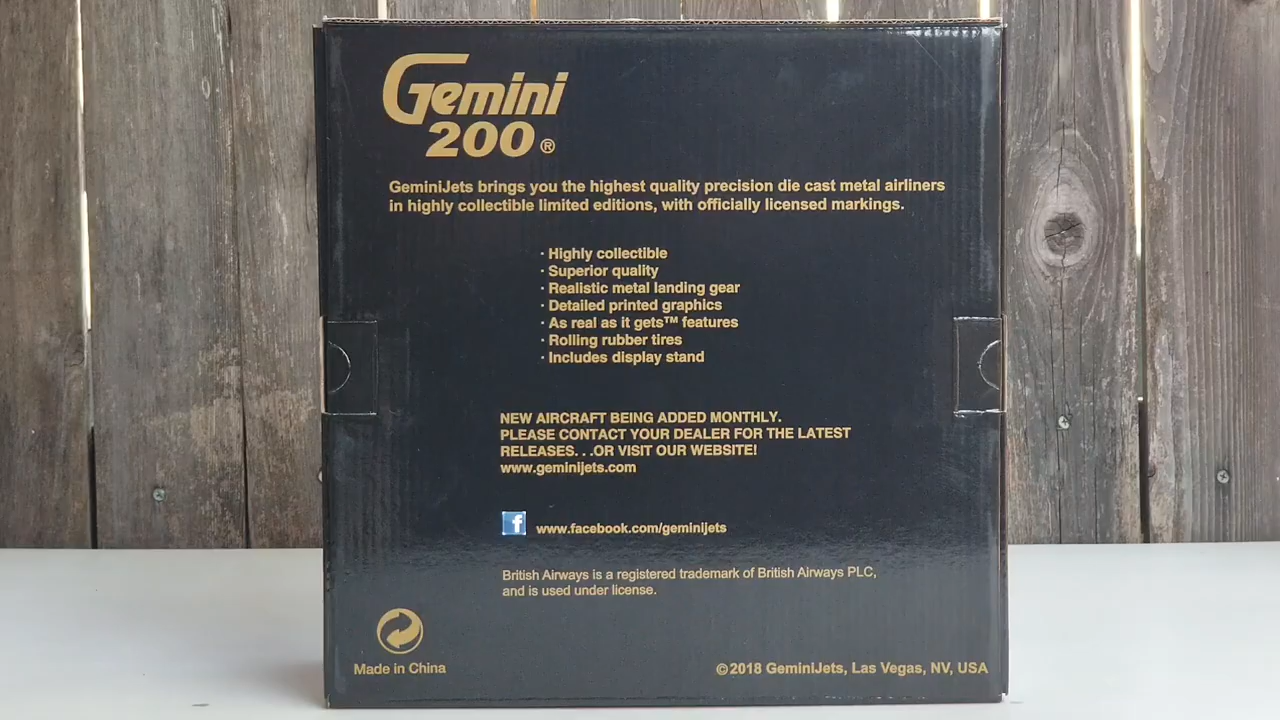 Gemini
200®
GeminiJets brings you the highest quality precision die cast metal airliners
in highly collectible limited editions, with officially licensed markings.
· Highly collectible
· Superior quality
· Realistic metal landing gear
· Detailed printed graphics
· As real as it gets™ features
· Rolling rubber tires
· Includes display stand
NEW AIRCRAFT BEING ADDED MONTHLY.
PLEASE CONTACT YOUR DEALER FOR THE LATEST
RELEASES. . .OR VISIT OUR WEBSITE!
www.geminijets.com
f www.facebook.com/geminijets
British Airways is a registered trademark of British Airways PLC,
and is used under license.
Made in China
©2018 GeminiJets, Las Vegas, NV, USA